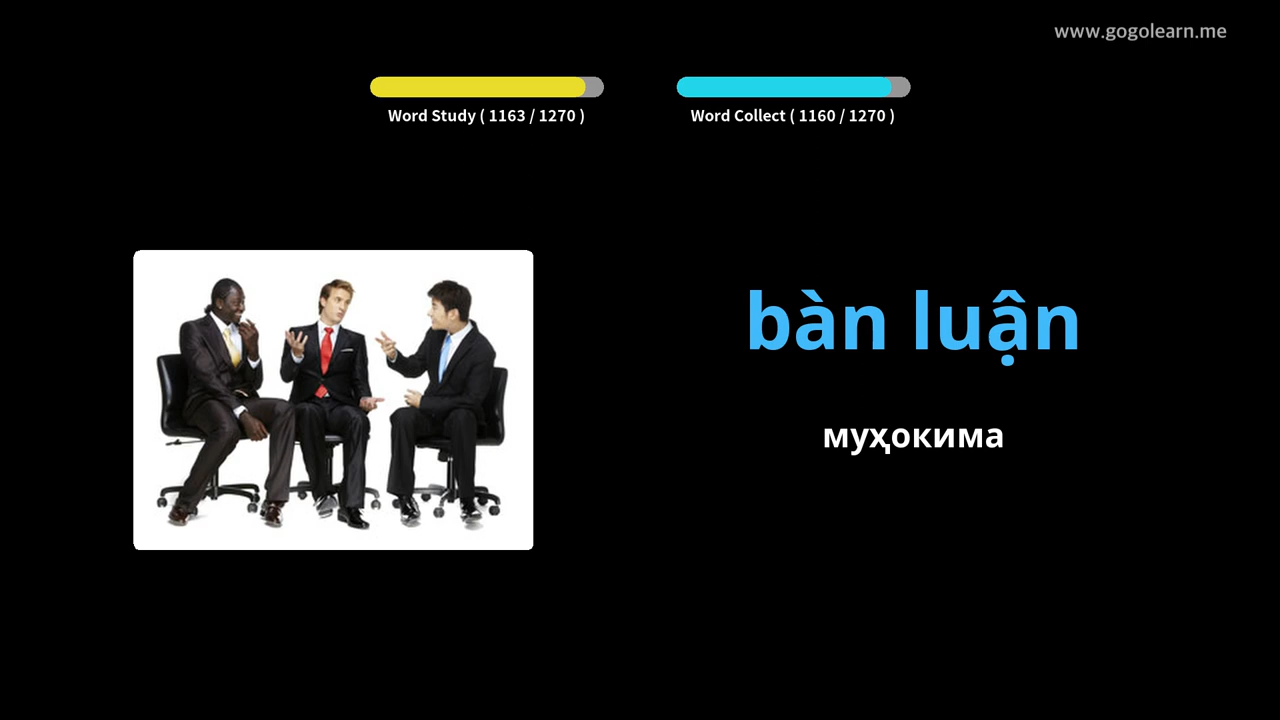 www.gogolearn.me
Word Study ( 1163 / 1270 )
Word Collect ( 1160 / 1270 )
bàn luận
муҳокима